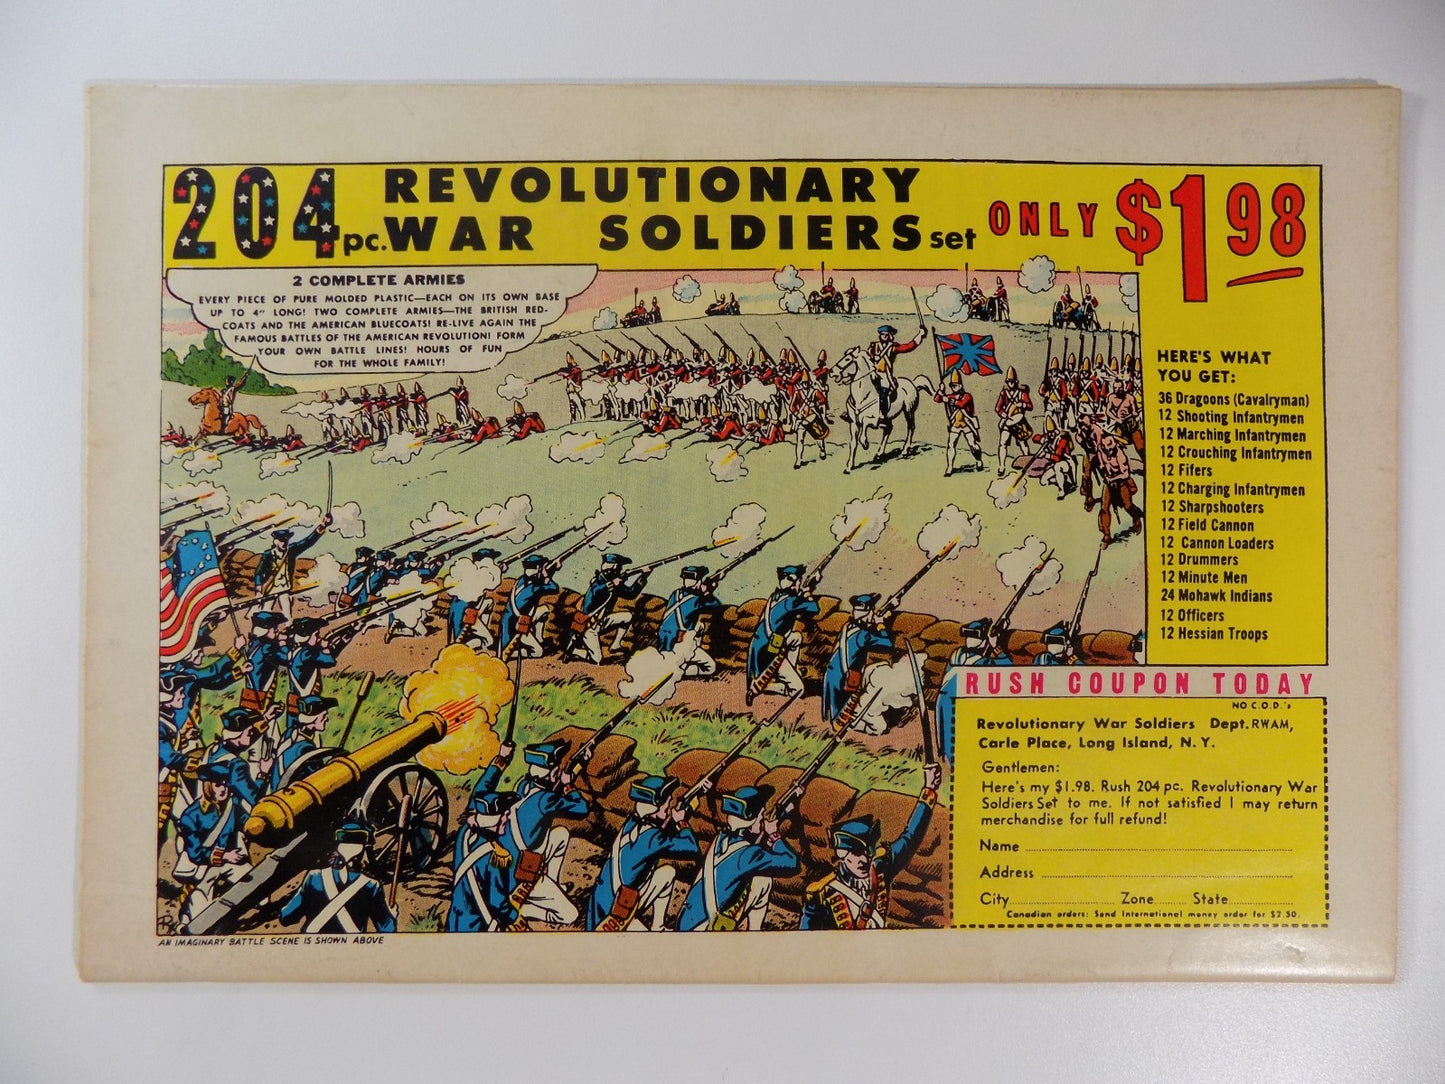 204 pc. REVOLUTIONARY
WAR SOLDIERS set
ONLY $1.98
2 COMPLETE ARMIES
EVERY PIECE OF PURE MOLDED PLASTIC—EACH ON ITS OWN BASE
UP TO 4" LONG! TWO COMPLETE ARMIES—THE BRITISH RED-
COATS AND THE AMERICAN BLUECOATS! RE-LIVE AGAIN THE
FAMOUS BATTLES OF THE AMERICAN REVOLUTION! FORM
YOUR OWN BATTLE LINES! HOURS OF FUN
FOR THE WHOLE FAMILY!
HERE'S WHAT
YOU GET:
36 Dragoons (Cavalryman)
12 Shooting Infantrymen
12 Marching Infantrymen
12 Crouching Infantrymen
12 Fifers
12 Charging Infantrymen
12 Sharpshooters
12 Field Cannon
12 Cannon Loaders
12 Drummers
12 Minute Men
24 Mohawk Indians
12 Officers
12 Hessian Troops
RUSH COUPON TODAY
NO C.O.D.'s
Revolutionary War Soldiers Dept. RWAM,
Carle Place, Long Island, N. Y.
Gentlemen:
Here's my $1.98. Rush 204 pc. Revolutionary War
Soldiers Set to me. If not satisfied I may return
merchandise for full refund!
Name
Address
City Zone State
Canadian orders: Send International money order for $2.50.
AN IMAGINARY BATTLE SCENE IS SHOWN ABOVE